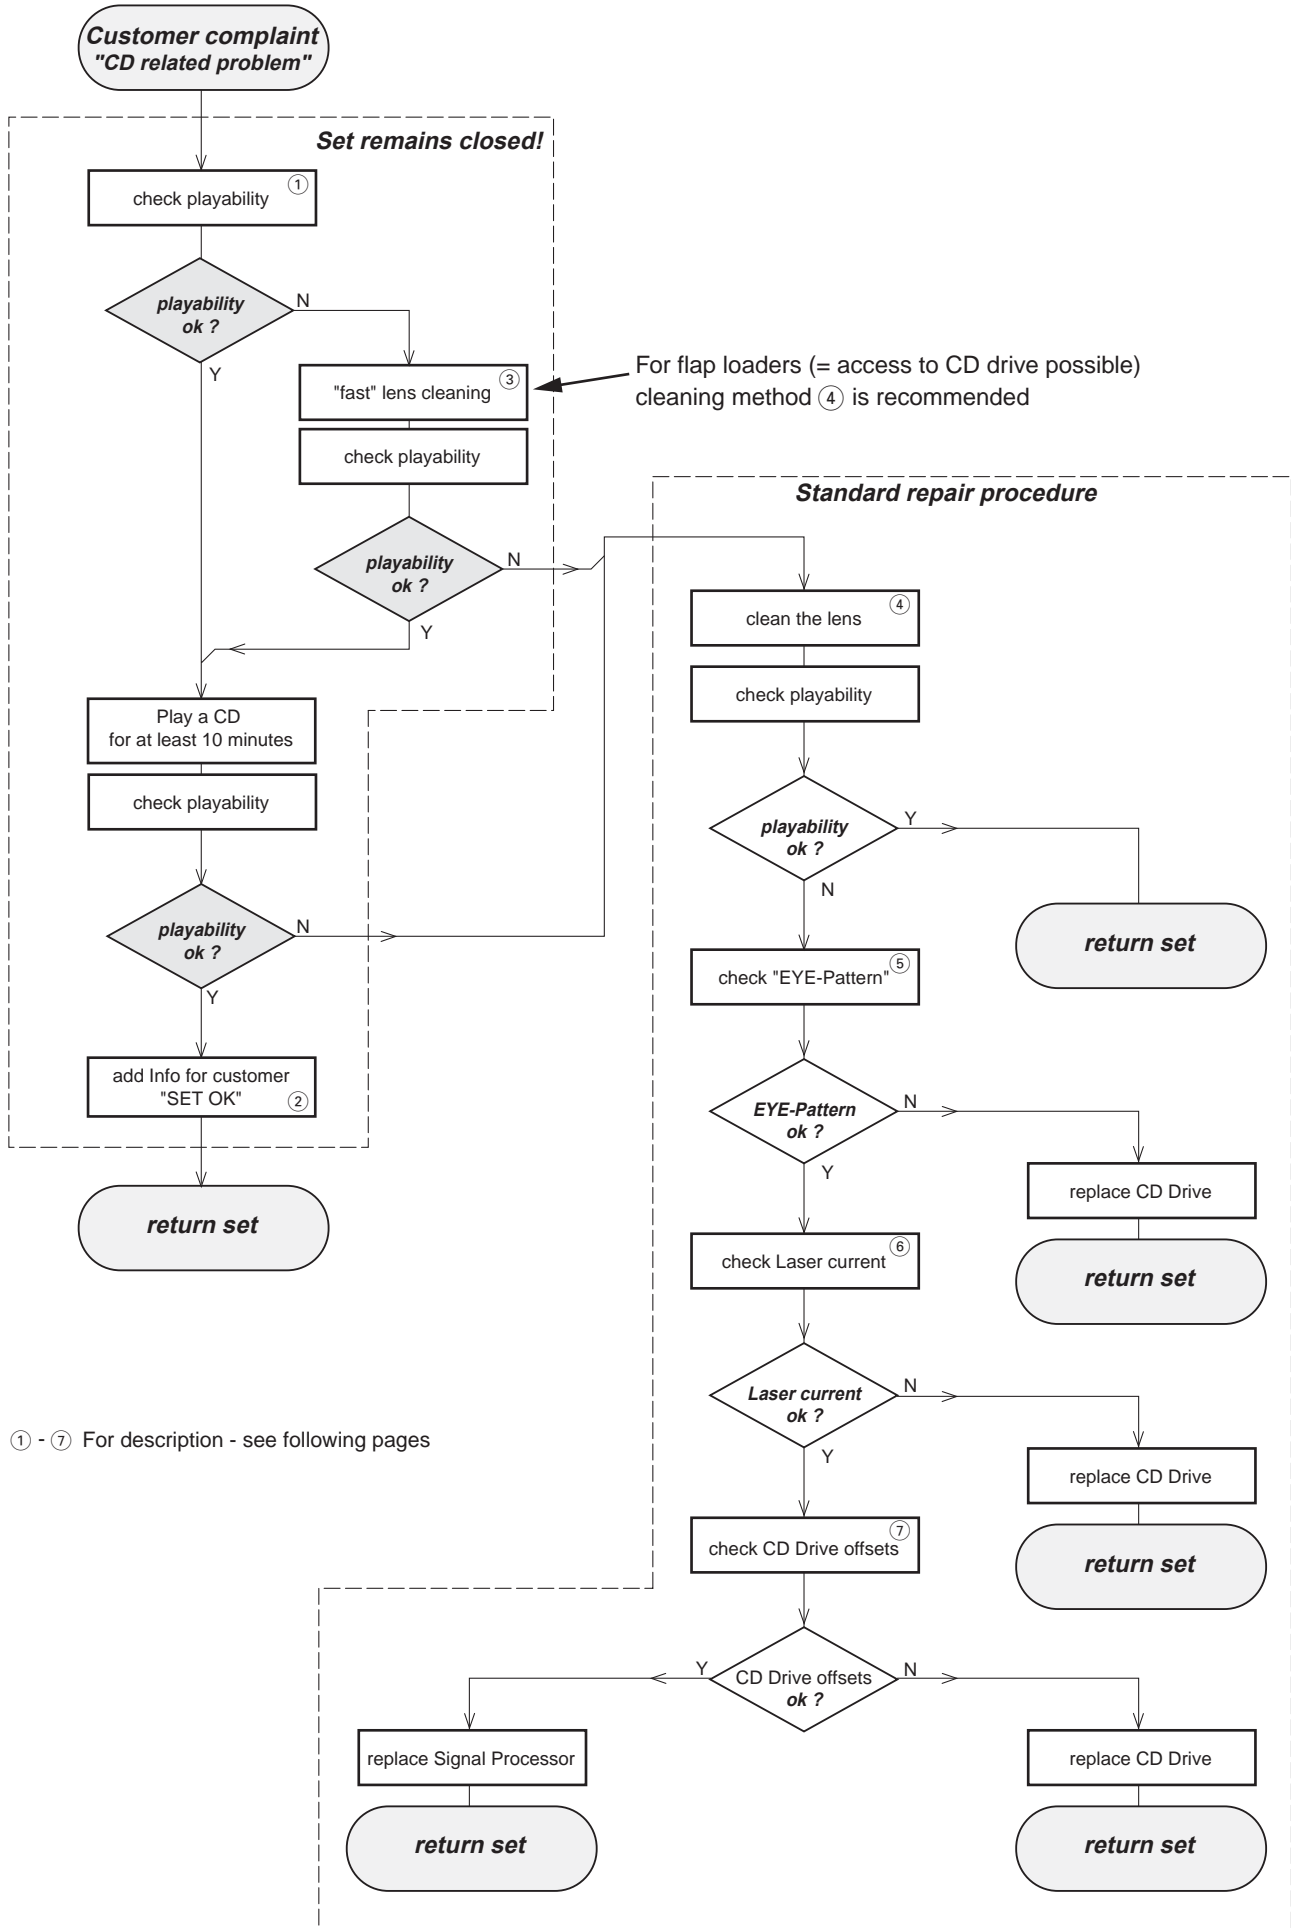 Customer complaint
"CD related problem"
Set remains closed!
check playability ①
playability
ok ?
N
Y
"fast" lens cleaning ③
For flap loaders (= access to CD drive possible)
cleaning method ④ is recommended
check playability
playability
ok ?
N
Y
Play a CD
for at least 10 minutes
check playability
playability
ok ?
N
Y
add Info for customer
"SET OK" ②
return set
Standard repair procedure
clean the lens ④
check playability
playability
ok ?
Y
N
return set
check "EYE-Pattern" ⑤
EYE-Pattern
ok ?
N
Y
replace CD Drive
return set
check Laser current ⑥
Laser current
ok ?
N
Y
replace CD Drive
return set
① - ⑦ For description - see following pages
check CD Drive offsets ⑦
CD Drive offsets
ok ?
Y
N
replace Signal Processor
return set
replace CD Drive
return set